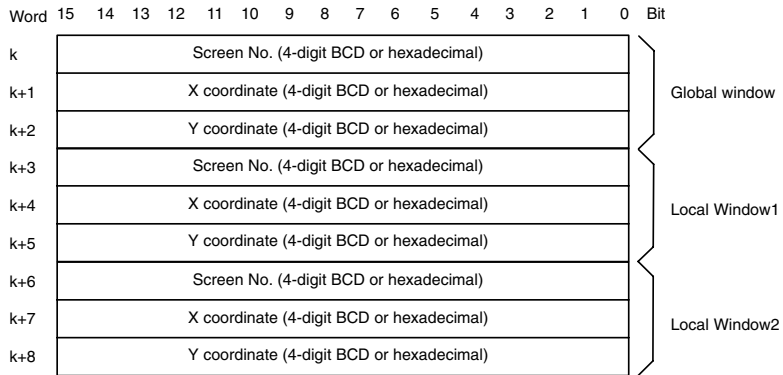 Word 15 14 13 12 11 10 9 8 7 6 5 4 3 2 1 0 Bit
k Screen No. (4-digit BCD or hexadecimal)
k+1 X coordinate (4-digit BCD or hexadecimal) Global window
k+2 Y coordinate (4-digit BCD or hexadecimal)
k+3 Screen No. (4-digit BCD or hexadecimal)
k+4 X coordinate (4-digit BCD or hexadecimal) Local Window1
k+5 Y coordinate (4-digit BCD or hexadecimal)
k+6 Screen No. (4-digit BCD or hexadecimal)
k+7 X coordinate (4-digit BCD or hexadecimal) Local Window2
k+8 Y coordinate (4-digit BCD or hexadecimal)